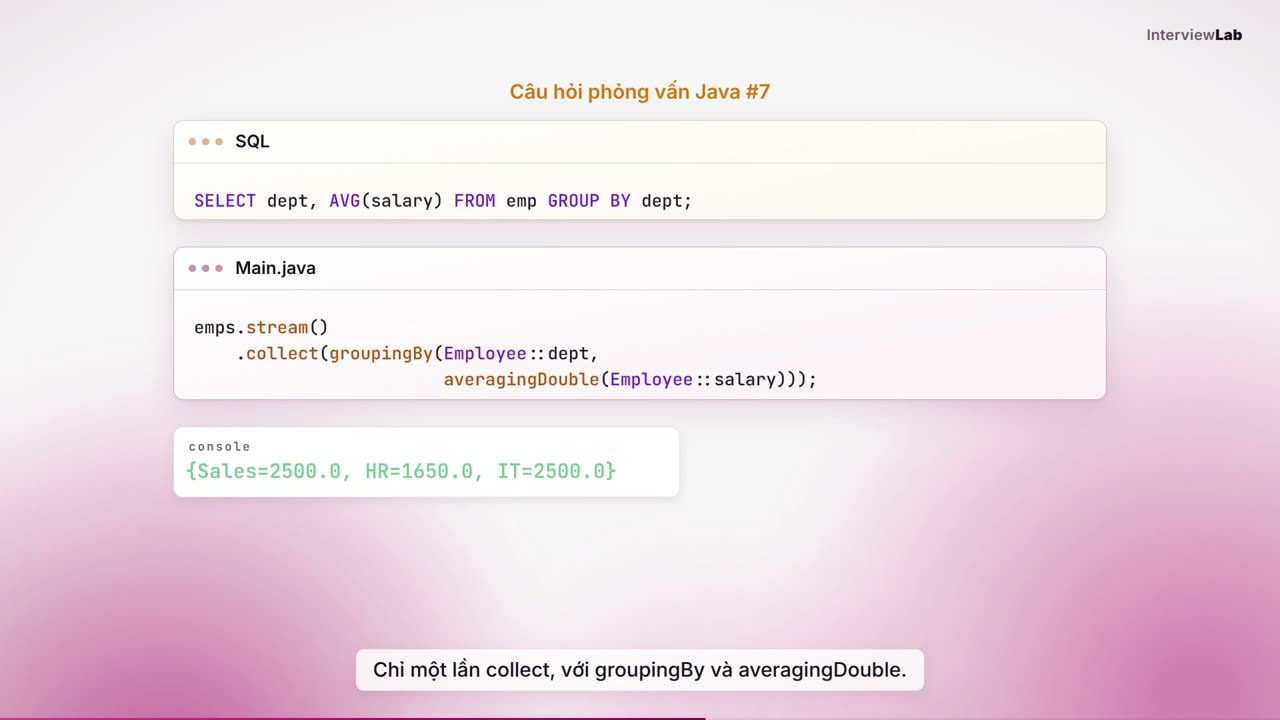 InterviewLab
Câu hỏi phỏng vấn Java #7
SQL
SELECT dept, AVG(salary) FROM emp GROUP BY dept;
Main.java
emps.stream()
    .collect(groupingBy(Employee::dept,
                        averagingDouble(Employee::salary)));
console
{Sales=2500.0, HR=1650.0, IT=2500.0}
Chỉ một lần collect, với groupingBy và averagingDouble.